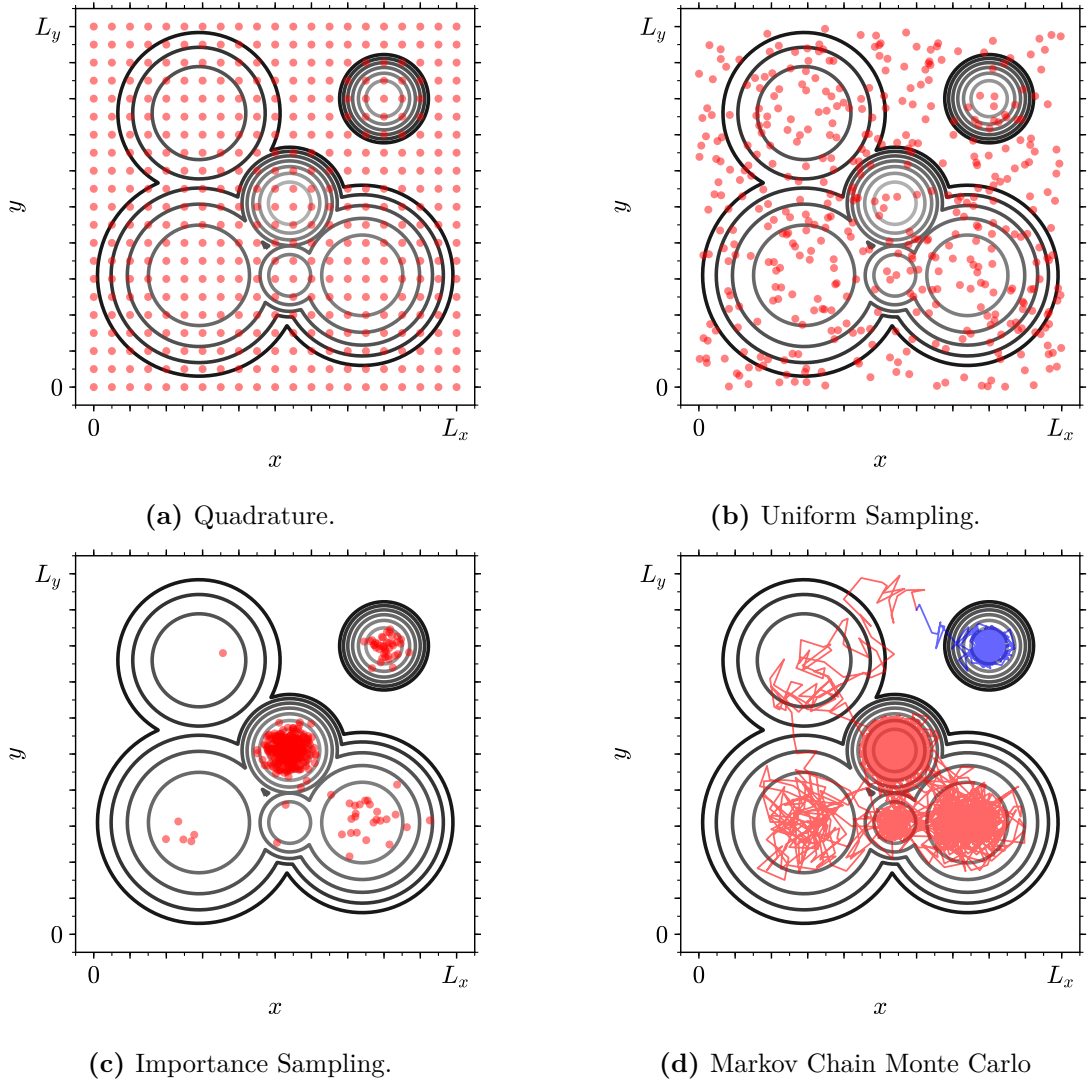 L_y
y
0
0
L_x
x
(a) Quadrature.
L_y
y
0
0
L_x
x
(b) Uniform Sampling.
L_y
y
0
0
L_x
x
(c) Importance Sampling.
L_y
y
0
0
L_x
x
(d) Markov Chain Monte Carlo